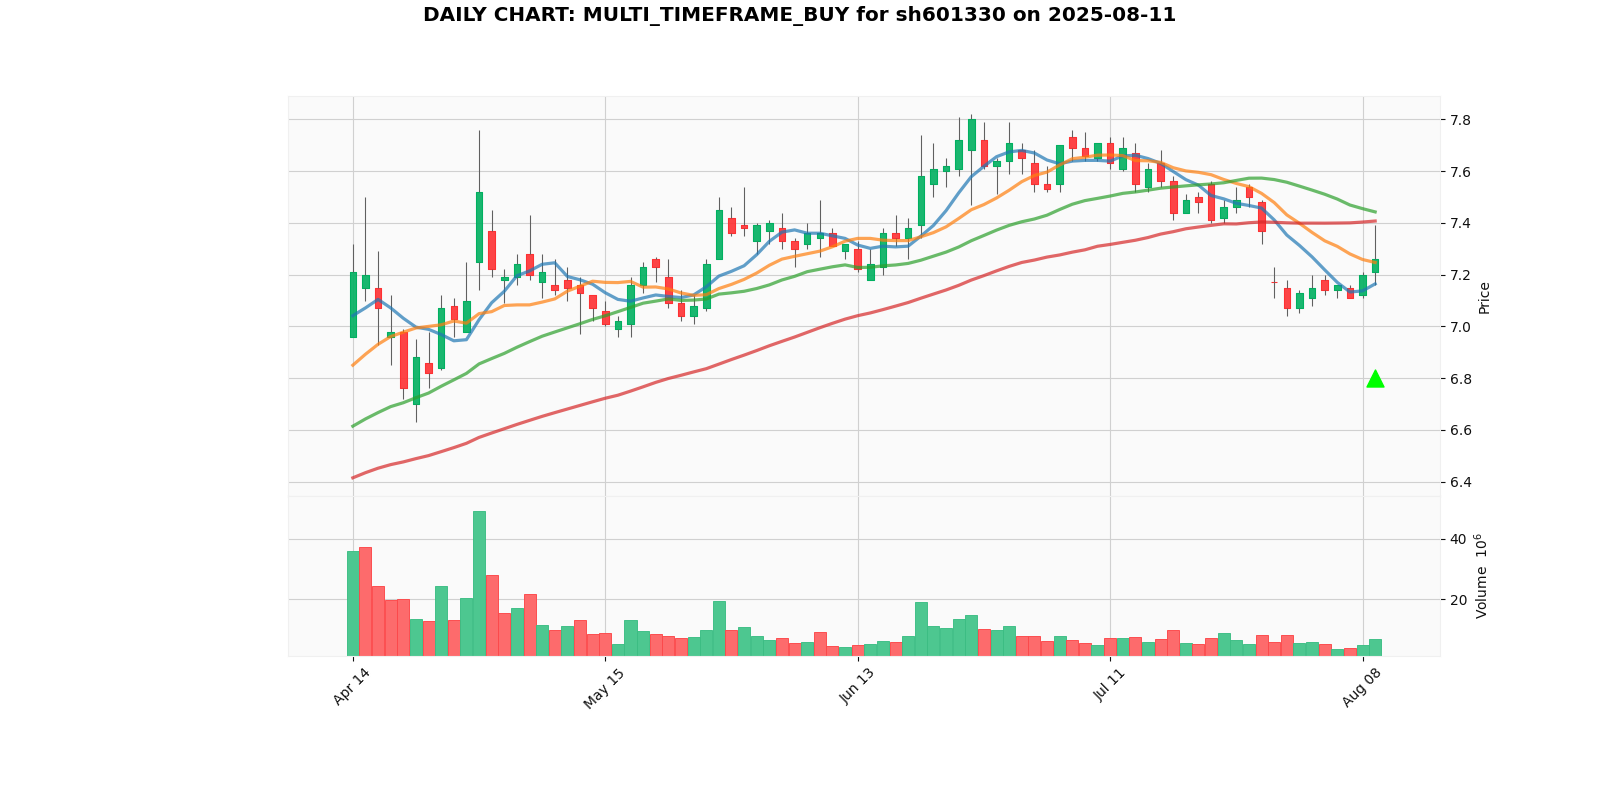 DAILY CHART: MULTI_TIMEFRAME_BUY for sh601330 on 2025-08-11
7.8
7.6
7.4
7.2
7.0
6.8
6.6
6.4
Price
40
20
Volume 10⁶
Apr 14
May 15
Jun 13
Jul 11
Aug 08